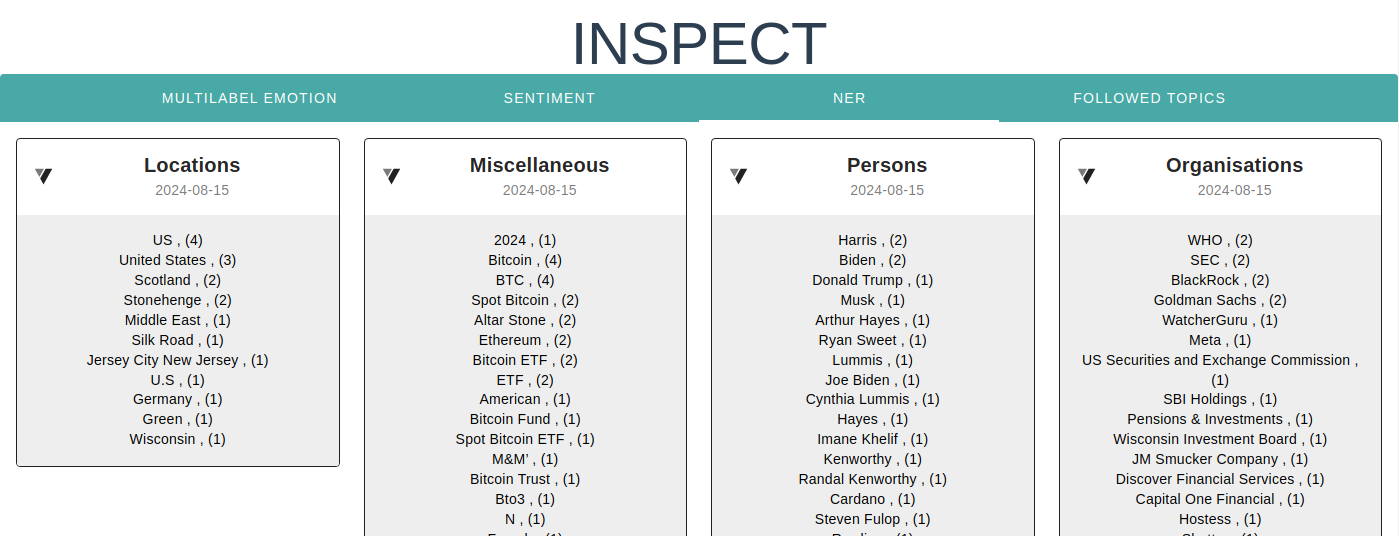 INSPECT
MULTILABEL EMOTION
SENTIMENT
NER
FOLLOWED TOPICS
Locations
2024-08-15
US , (4)
United States , (3)
Scotland , (2)
Stonehenge , (2)
Middle East , (1)
Silk Road , (1)
Jersey City New Jersey , (1)
U.S , (1)
Germany , (1)
Green , (1)
Wisconsin , (1)
Miscellaneous
2024-08-15
2024 , (1)
Bitcoin , (4)
BTC , (4)
Spot Bitcoin , (2)
Altar Stone , (2)
Ethereum , (2)
Bitcoin ETF , (2)
ETF , (2)
American , (1)
Bitcoin Fund , (1)
Spot Bitcoin ETF , (1)
M&M’ , (1)
Bitcoin Trust , (1)
Bto3 , (1)
N , (1)
Persons
2024-08-15
Harris , (2)
Biden , (2)
Donald Trump , (1)
Musk , (1)
Arthur Hayes , (1)
Ryan Sweet , (1)
Lummis , (1)
Joe Biden , (1)
Cynthia Lummis , (1)
Hayes , (1)
Imane Khelif , (1)
Kenworthy , (1)
Randal Kenworthy , (1)
Cardano , (1)
Steven Fulop , (1)
Organisations
2024-08-15
WHO , (2)
SEC , (2)
BlackRock , (2)
Goldman Sachs , (2)
WatcherGuru , (1)
Meta , (1)
US Securities and Exchange Commission ,
(1)
SBI Holdings , (1)
Pensions & Investments , (1)
Wisconsin Investment Board , (1)
JM Smucker Company , (1)
Discover Financial Services , (1)
Capital One Financial , (1)
Hostess , (1)